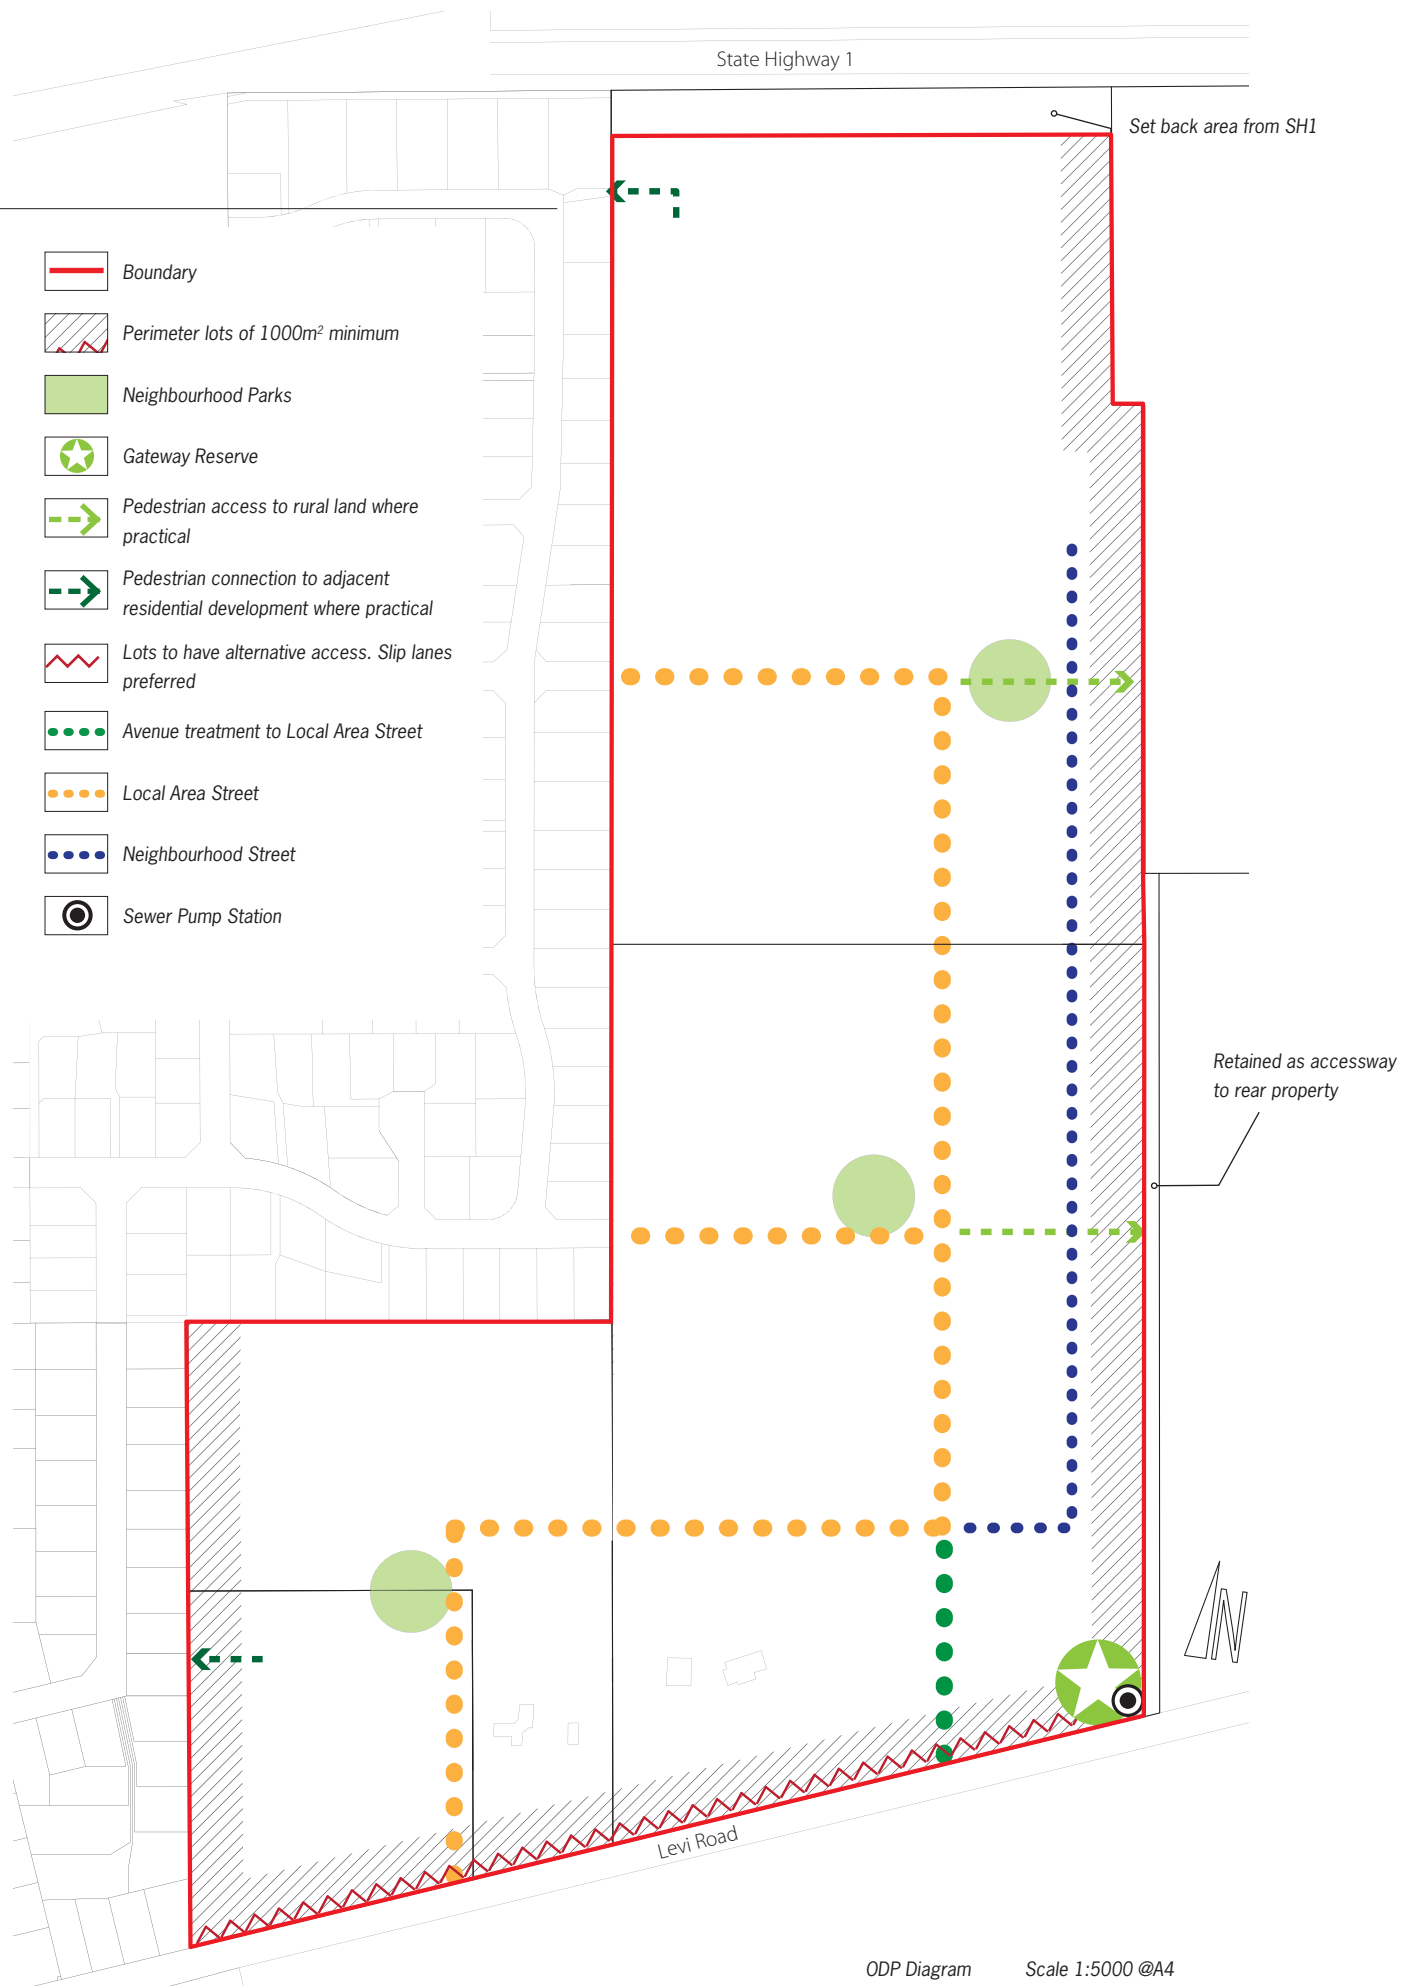 State Highway 1
Set back area from SH1
Boundary
Perimeter lots of 1000m² minimum
Neighbourhood Parks
Gateway Reserve
Pedestrian access to rural land where
practical
Pedestrian connection to adjacent
residential development where practical
Lots to have alternative access. Slip lanes
preferred
Avenue treatment to Local Area Street
Local Area Street
Neighbourhood Street
Sewer Pump Station
Retained as accessway
to rear property
N
Levi Road
ODP Diagram Scale 1:5000 @A4